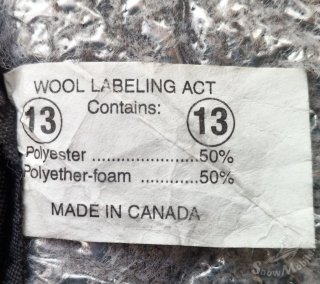 WOOL LABELING ACT
Contains:
13 13
Polyester ......................50%
Polyether-foam ............50%
MADE IN CANADA